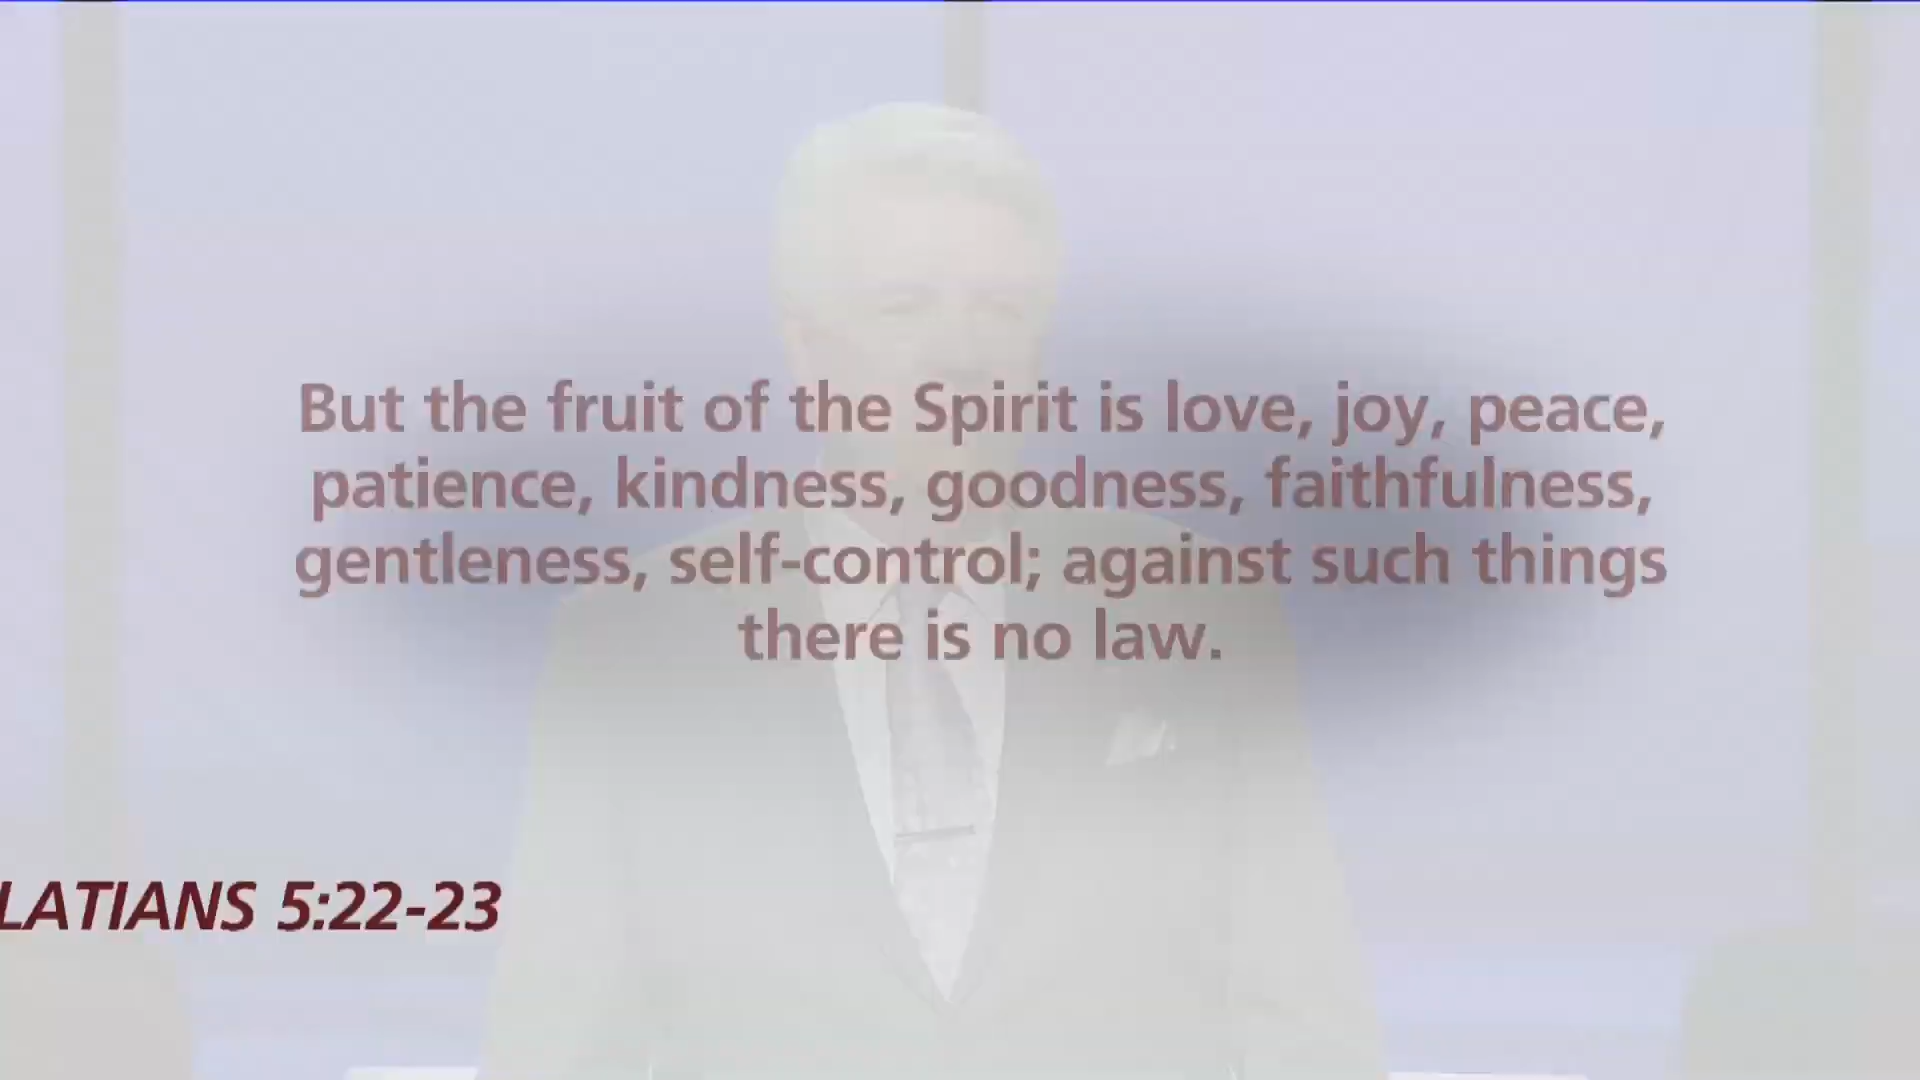 But the fruit of the Spirit is love, joy, peace,
patience, kindness, goodness, faithfulness,
gentleness, self-control; against such things
there is no law.
LATIANS 5:22-23